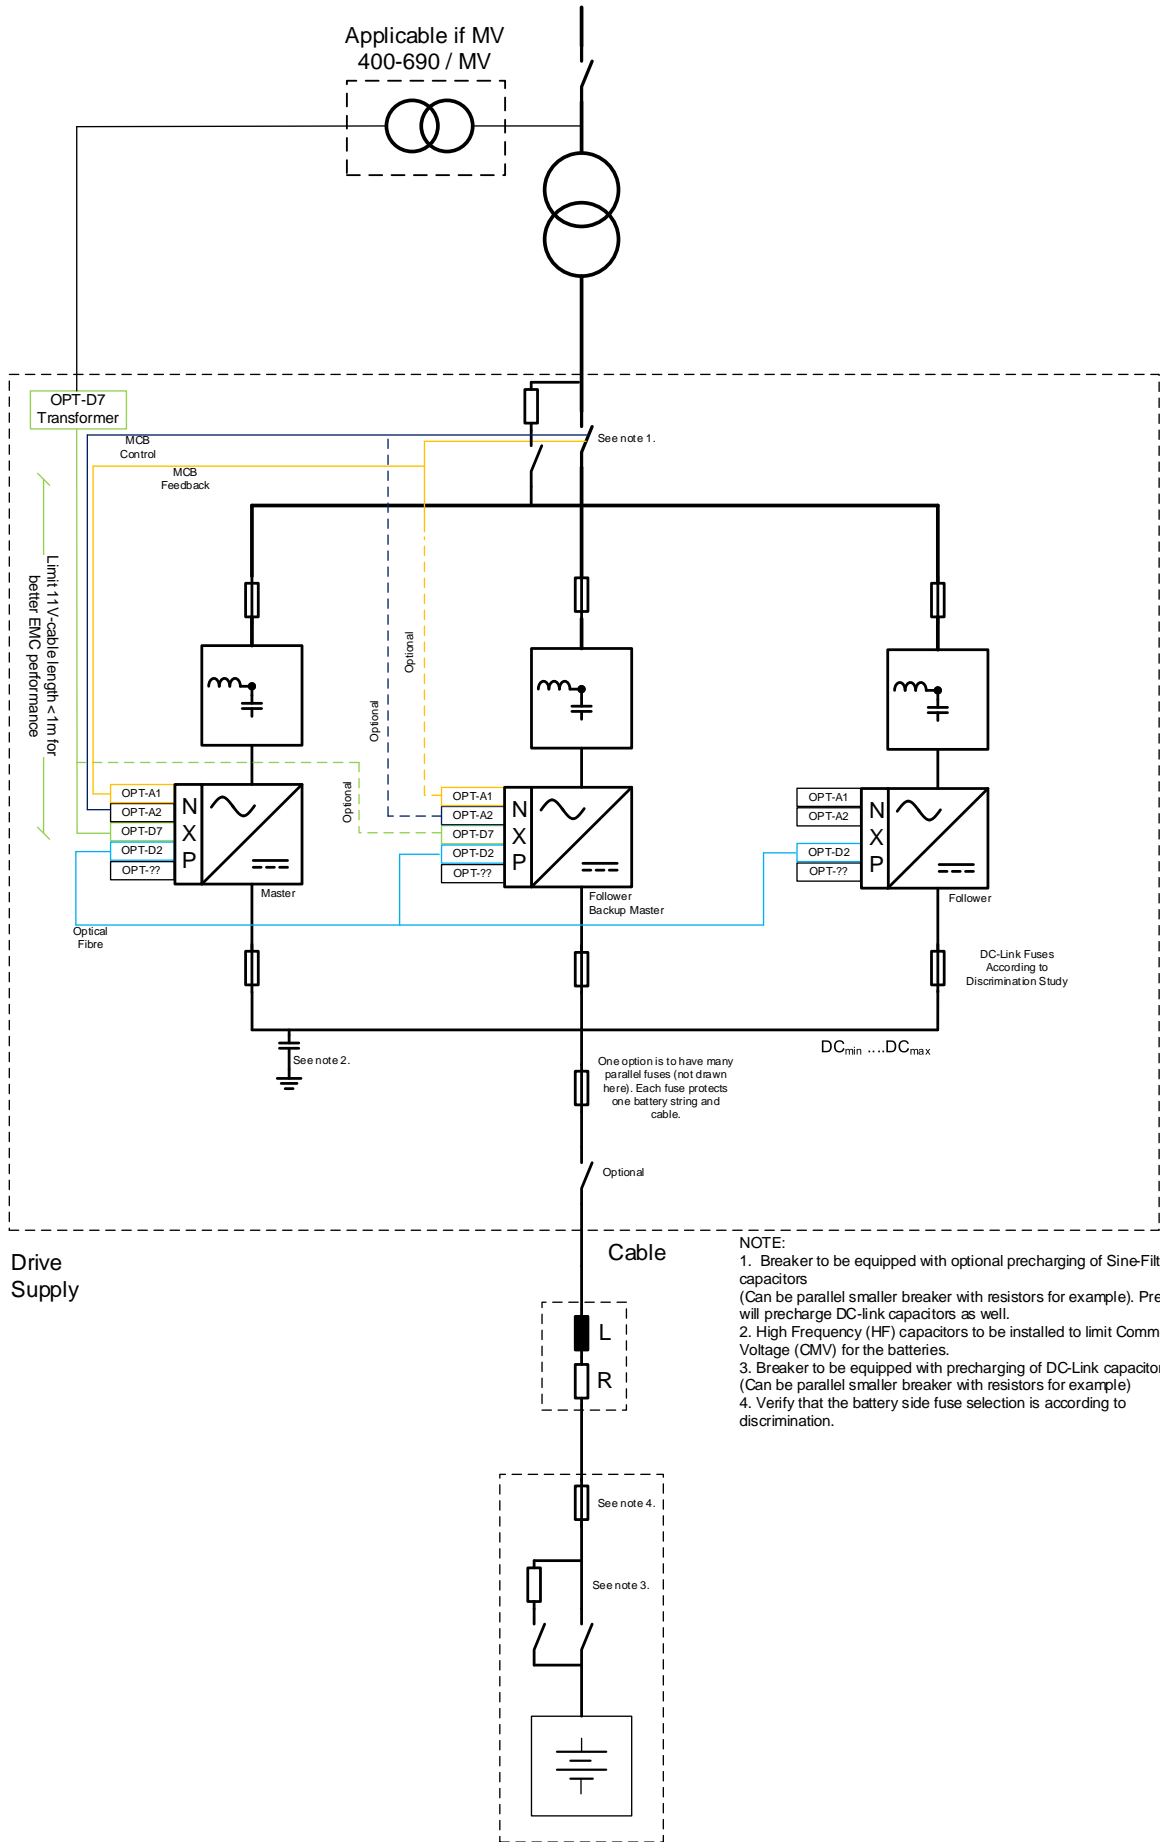 Applicable if MV
400-690 / MV
OPT-D7
Transformer
MCB
Control
MCB
Feedback
See note 1.
Limit 11V-cable length <1m for
better EMC performance
Optional
Optional
Optional
OPT-A1
OPT-A2
OPT-D7
OPT-D2
OPT-??
N
X
P
Master
OPT-A1
OPT-A2
OPT-D7
OPT-D2
OPT-??
N
X
P
Follower
Backup Master
OPT-A1
OPT-A2
OPT-D2
OPT-??
N
X
P
Follower
Optical
Fibre
DC-Link Fuses
According to
Discrimination Study
See note 2.
DCmin ....DCmax
One option is to have many
parallel fuses (not drawn
here). Each fuse protects
one battery string and
cable.
Optional
Drive
Supply
Cable
L
R
NOTE:
1. Breaker to be equipped with optional precharging of Sine-Filt
capacitors
(Can be parallel smaller breaker with resistors for example). Pre
will precharge DC-link capacitors as well.
2. High Frequency (HF) capacitors to be installed to limit Comm
Voltage (CMV) for the batteries.
3. Breaker to be equipped with precharging of DC-Link capacito
(Can be parallel smaller breaker with resistors for example)
4. Verify that the battery side fuse selection is according to
discrimination.
See note 4.
See note 3.